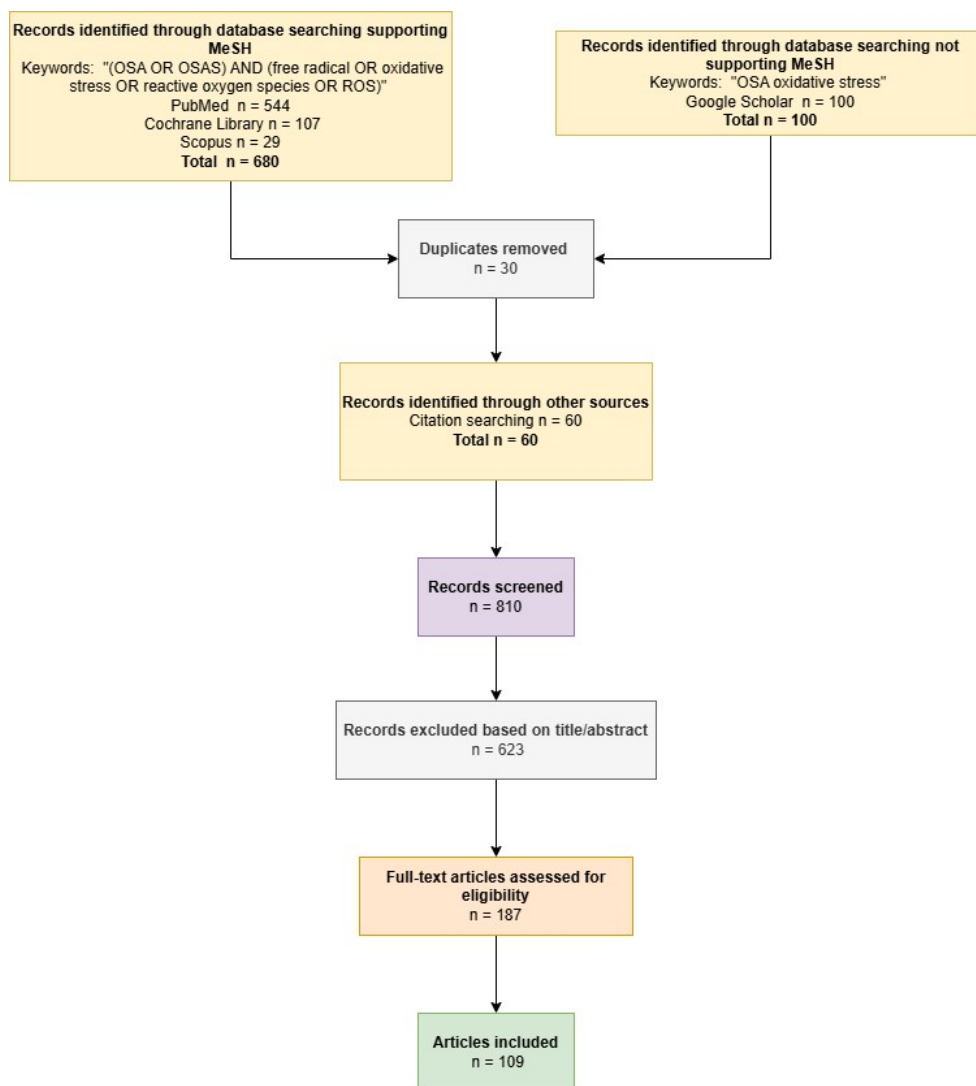 Records identified through database searching supporting
MeSH
Keywords: "(OSA OR OSAS) AND (free radical OR oxidative
stress OR reactive oxygen species OR ROS)"
PubMed n = 544
Cochrane Library n = 107
Scopus n = 29
Total n = 680
Records identified through database searching not
supporting MeSH
Keywords: "OSA oxidative stress"
Google Scholar n = 100
Total n = 100
Duplicates removed
n = 30
Records identified through other sources
Citation searching n = 60
Total n = 60
Records screened
n = 810
Records excluded based on title/abstract
n = 623
Full-text articles assessed for
eligibility
n = 187
Articles included
n = 109